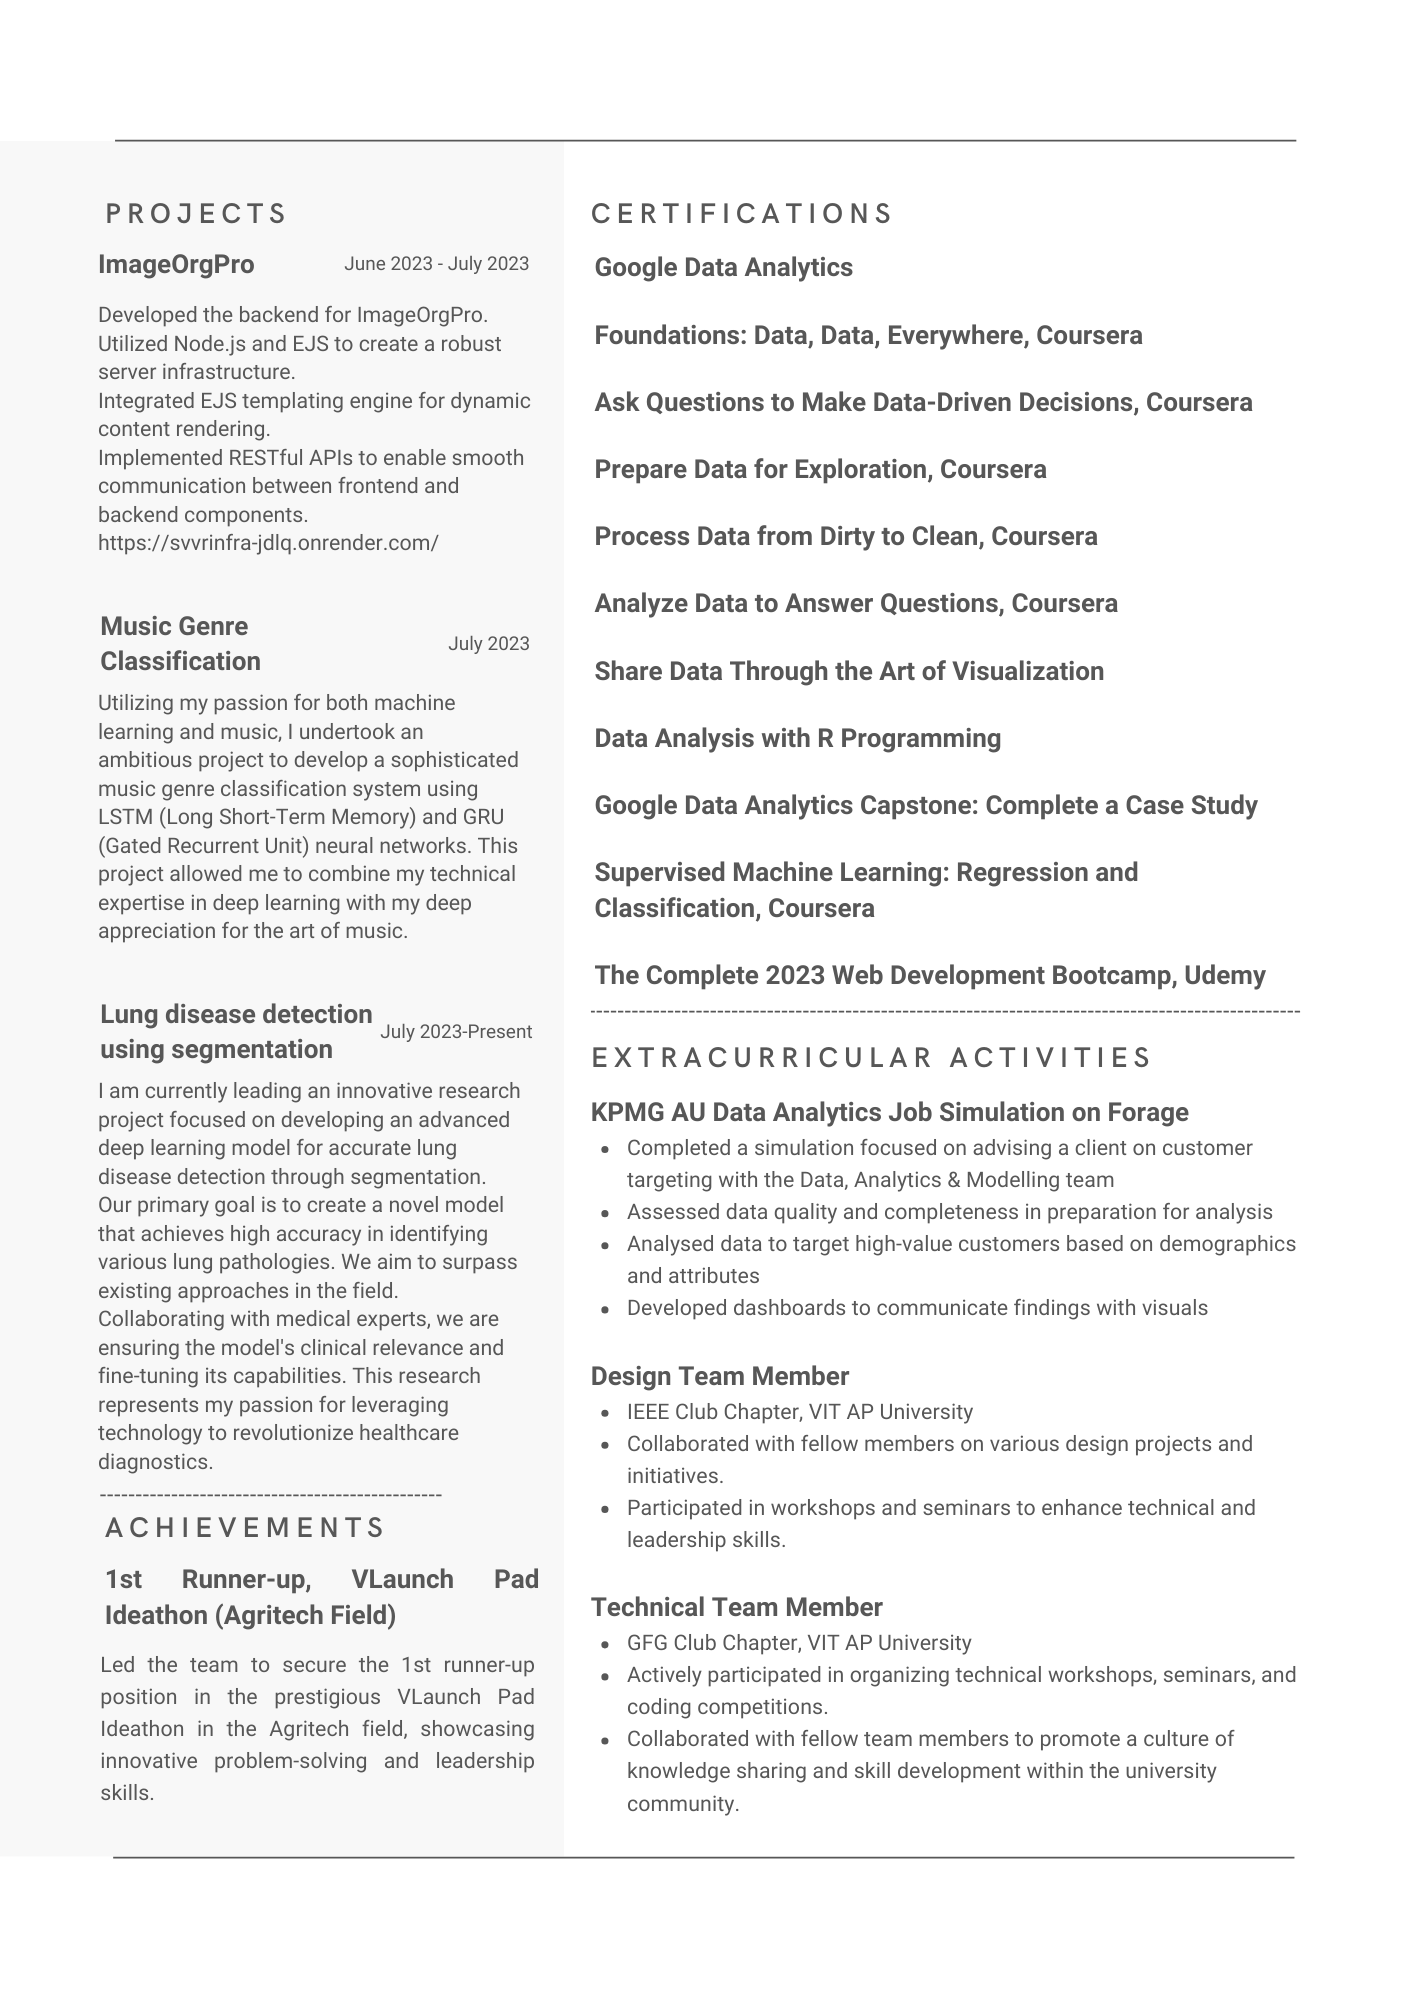 PROJECTS
ImageOrgPro June 2023 - July 2023
Developed the backend for ImageOrgPro.
Utilized Node.js and EJS to create a robust
server infrastructure.
Integrated EJS templating engine for dynamic
content rendering.
Implemented RESTful APIs to enable smooth
communication between frontend and
backend components.
https://svvrinfra-jdlq.onrender.com/
Music Genre
Classification
July 2023
Utilizing my passion for both machine
learning and music, I undertook an
ambitious project to develop a sophisticated
music genre classification system using
LSTM (Long Short-Term Memory) and GRU
(Gated Recurrent Unit) neural networks. This
project allowed me to combine my technical
expertise in deep learning with my deep
appreciation for the art of music.
Lung disease detection
using segmentation
July 2023-Present
I am currently leading an innovative research
project focused on developing an advanced
deep learning model for accurate lung
disease detection through segmentation.
Our primary goal is to create a novel model
that achieves high accuracy in identifying
various lung pathologies. We aim to surpass
existing approaches in the field.
Collaborating with medical experts, we are
ensuring the model's clinical relevance and
fine-tuning its capabilities. This research
represents my passion for leveraging
technology to revolutionize healthcare
diagnostics.
------------------------------------------------
ACHIEVEMENTS
1st Runner-up, VLaunch Pad
Ideathon (Agritech Field)
Led the team to secure the 1st runner-up
position in the prestigious VLaunch Pad
Ideathon in the Agritech field, showcasing
innovative problem-solving and leadership
skills.
CERTIFICATIONS
Google Data Analytics
Foundations: Data, Data, Everywhere, Coursera
Ask Questions to Make Data-Driven Decisions, Coursera
Prepare Data for Exploration, Coursera
Process Data from Dirty to Clean, Coursera
Analyze Data to Answer Questions, Coursera
Share Data Through the Art of Visualization
Data Analysis with R Programming
Google Data Analytics Capstone: Complete a Case Study
Supervised Machine Learning: Regression and
Classification, Coursera
The Complete 2023 Web Development Bootcamp, Udemy
----------------------------------------------------------------------------------------------------
EXTRACURRICULAR ACTIVITIES
KPMG AU Data Analytics Job Simulation on Forage
• Completed a simulation focused on advising a client on customer
targeting with the Data, Analytics & Modelling team
• Assessed data quality and completeness in preparation for analysis
• Analysed data to target high-value customers based on demographics
and attributes
• Developed dashboards to communicate findings with visuals
Design Team Member
• IEEE Club Chapter, VIT AP University
• Collaborated with fellow members on various design projects and
initiatives.
• Participated in workshops and seminars to enhance technical and
leadership skills.
Technical Team Member
• GFG Club Chapter, VIT AP University
• Actively participated in organizing technical workshops, seminars, and
coding competitions.
• Collaborated with fellow team members to promote a culture of
knowledge sharing and skill development within the university
community.